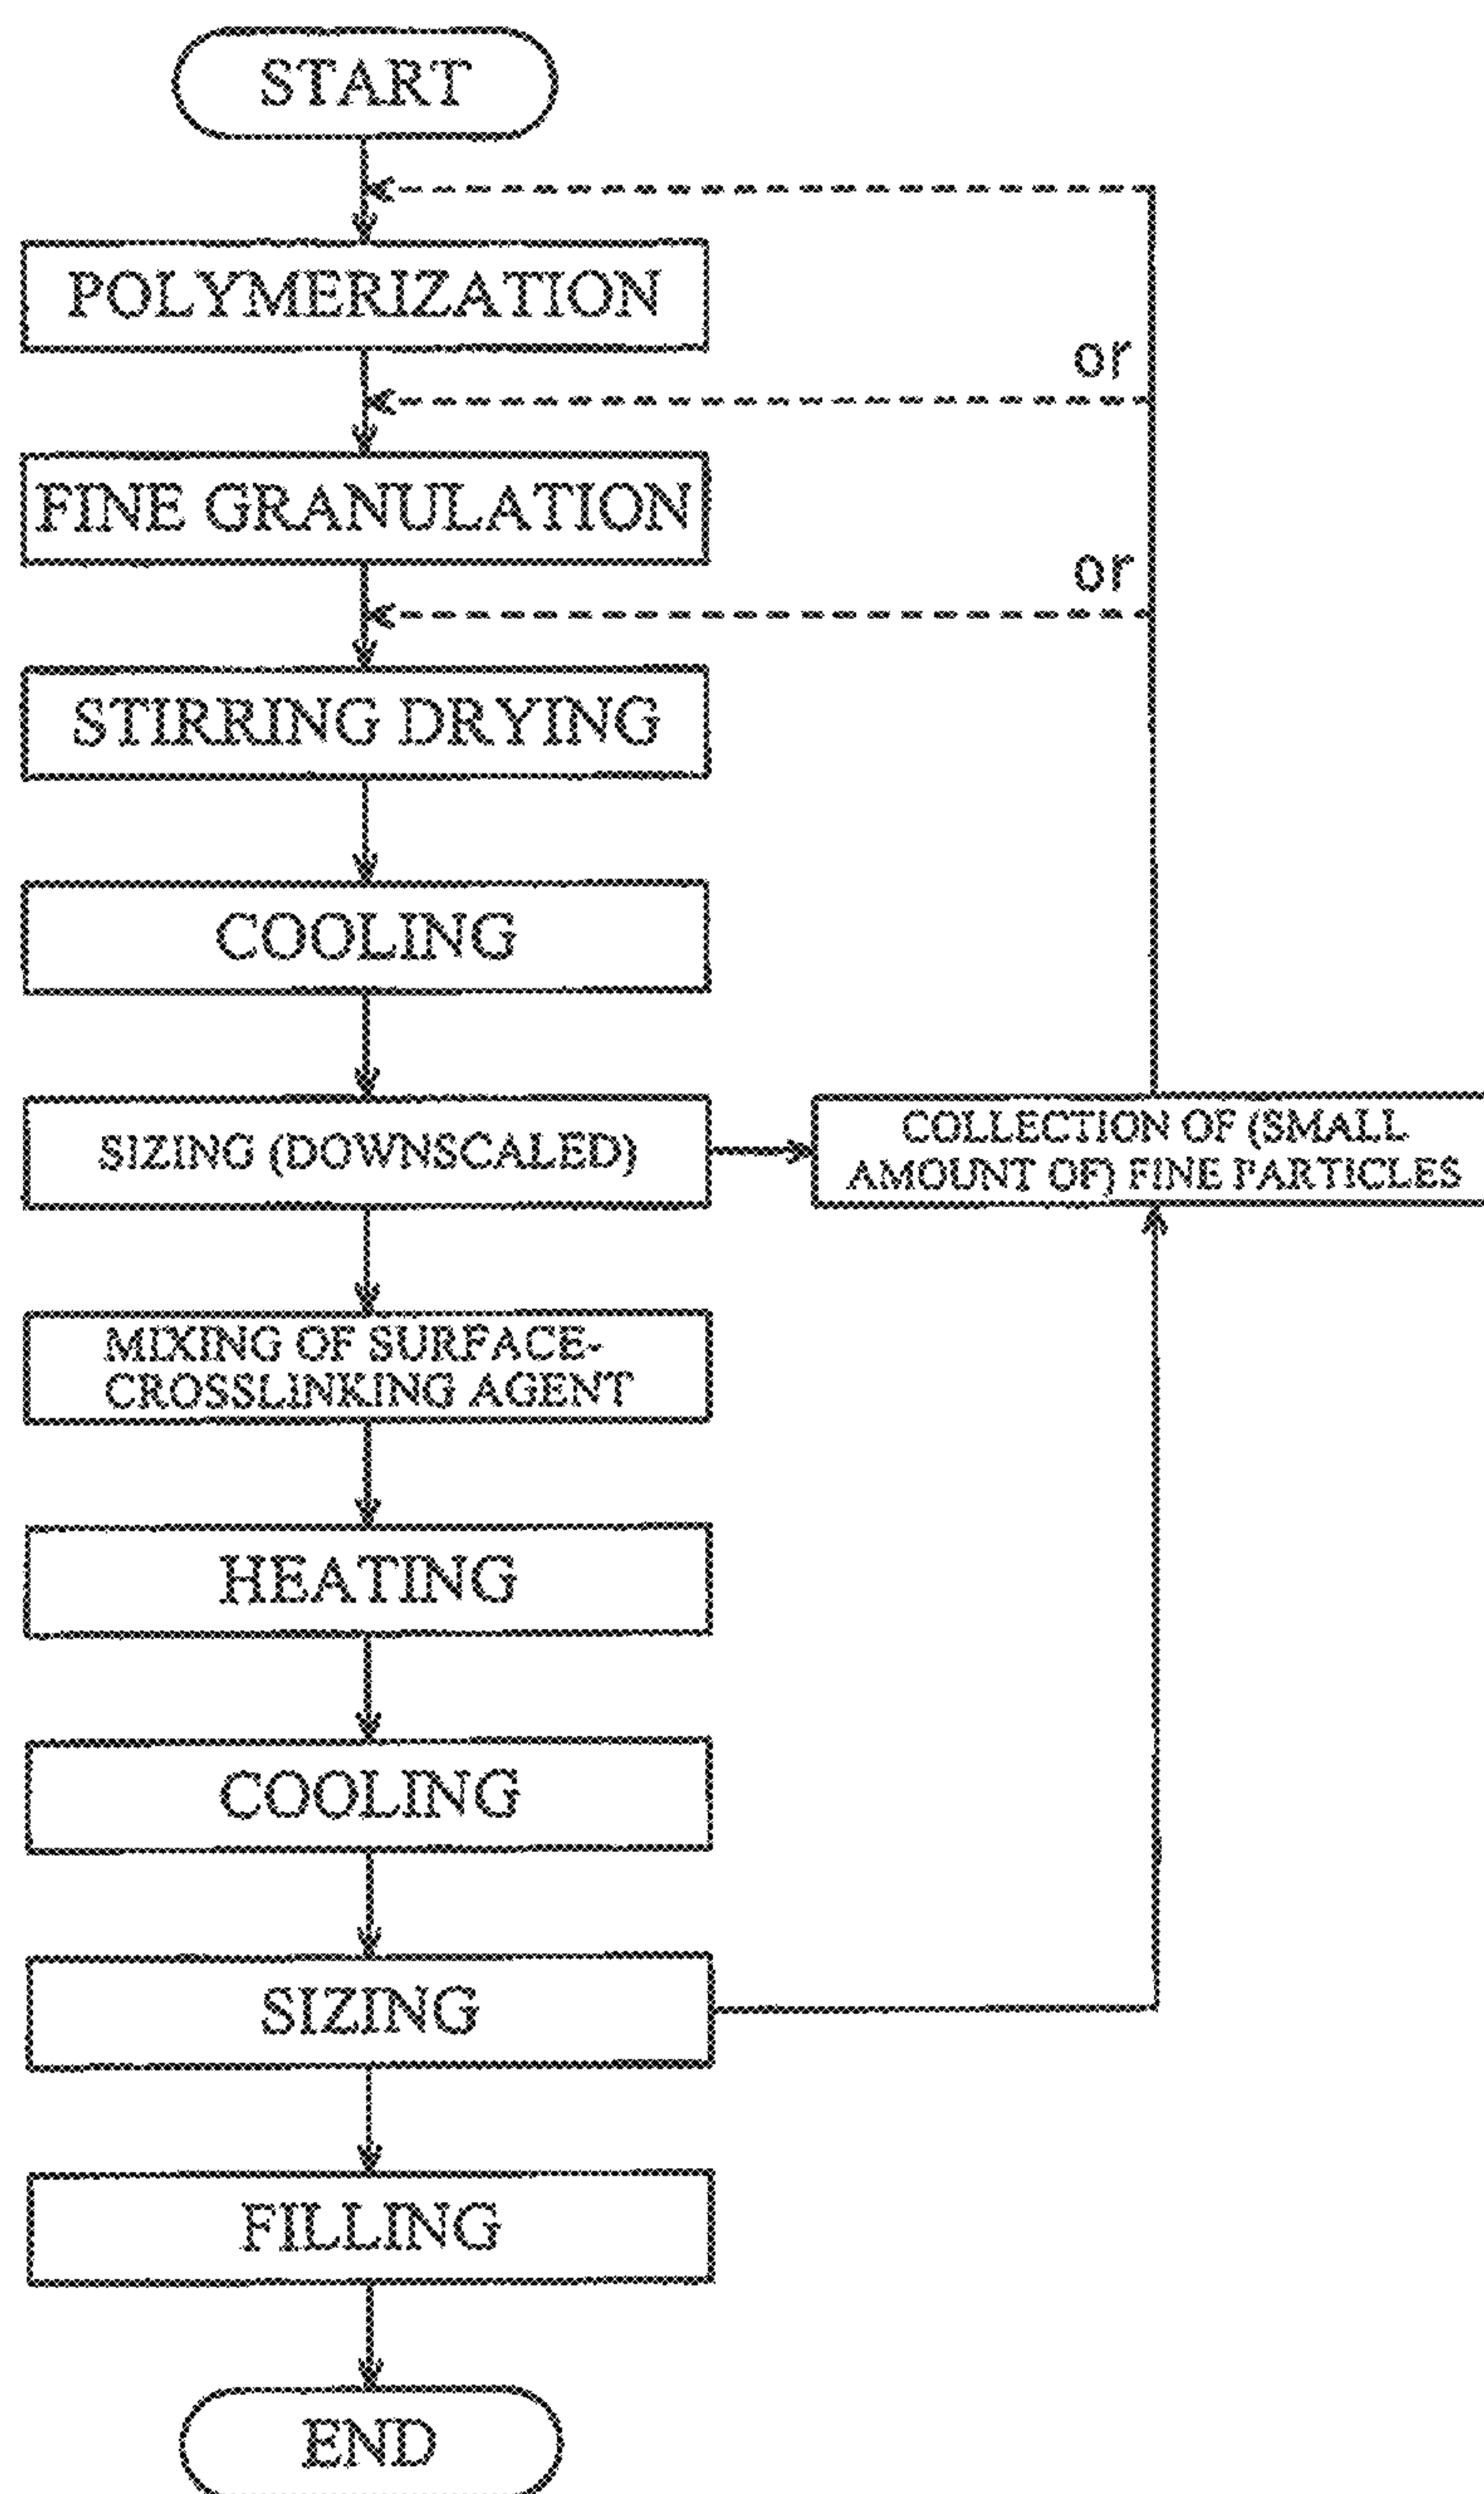 START
POLYMERIZATION
or
FINE GRANULATION
or
STIRRING DRYING
COOLING
SIZING (DOWNSCALED)
COLLECTION OF (SMALL
AMOUNT OF) FINE PARTICLES
MIXING OF SURFACE-
CROSSLINKING AGENT
HEATING
COOLING
SIZING
FILLING
END